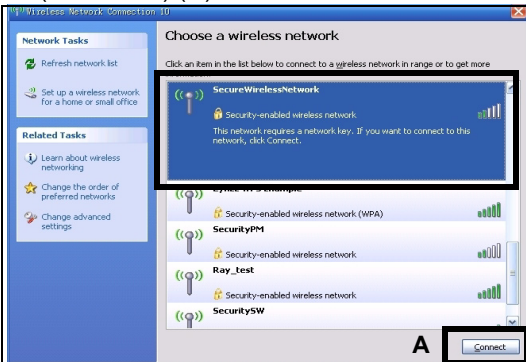 Wireless Network Connection 10
Network Tasks
Refresh network list
Set up a wireless network
for a home or small office
Related Tasks
Learn about wireless
networking
Change the order of
preferred networks
Change advanced
settings
Choose a wireless network
Click an item in the list below to connect to a wireless network in range or to get more
SecureWirelessNetwork
Security-enabled wireless network
This network requires a network key. If you want to connect to this
network, click Connect.
Security-enabled wireless network (WPA)
SecurityPM
Security-enabled wireless network
Ray_test
Security-enabled wireless network
SecuritySW
A
Connect